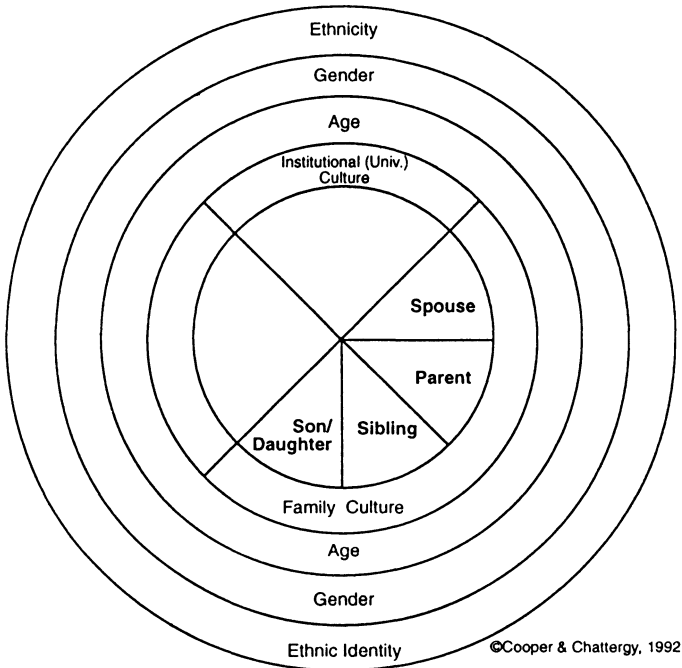 Ethnicity
Gender
Age
Institutional (Univ.)
Culture
Spouse
Parent
Son/
Daughter
Sibling
Family Culture
Age
Gender
Ethnic Identity
©Cooper & Chattergy, 1992